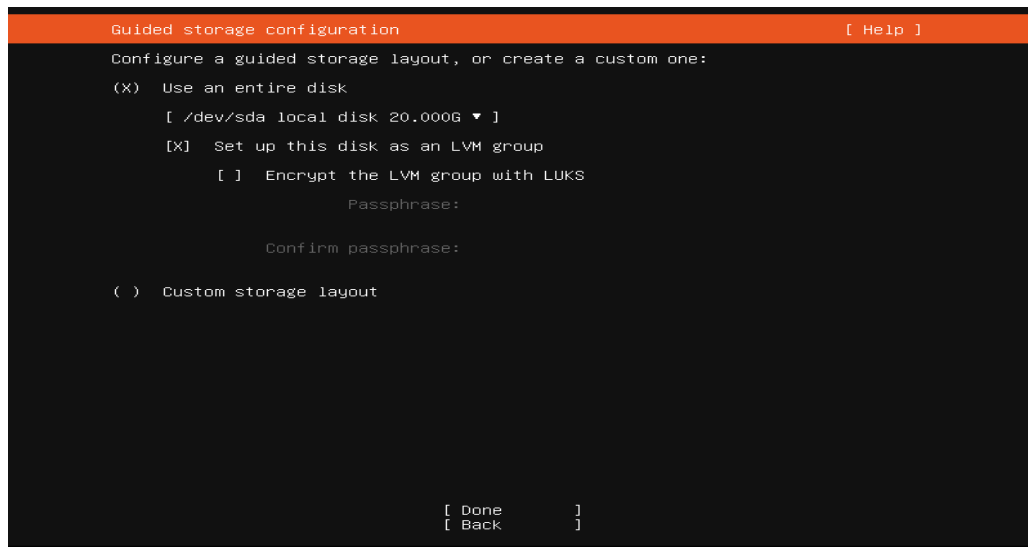 Guided storage configuration [ Help ]
Configure a guided storage layout, or create a custom one:
(X) Use an entire disk
[ /dev/sda local disk 20.000G ▾ ]
[X] Set up this disk as an LVM group
[ ] Encrypt the LVM group with LUKS
Passphrase:
Confirm passphrase:
( ) Custom storage layout
[ Done ]
[ Back ]